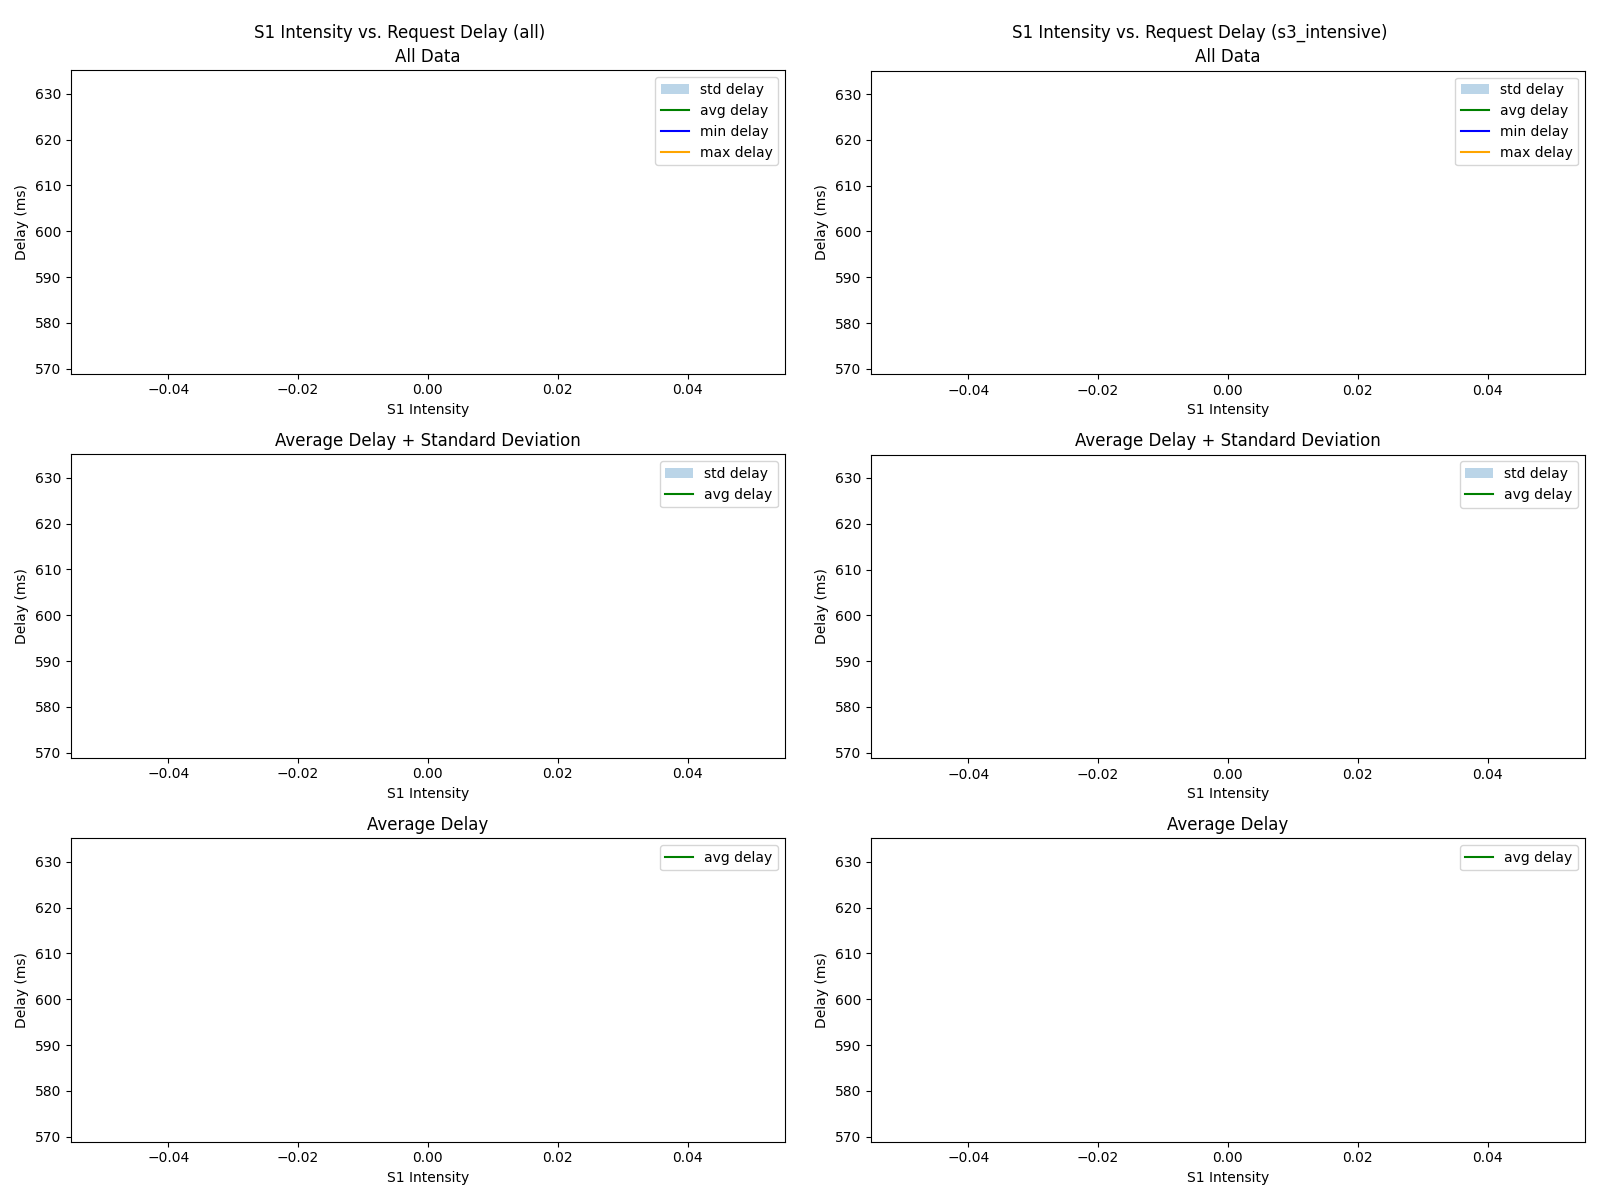 S1 Intensity vs. Request Delay (all)
All Data
630
620
610
600
590
580
570
Delay (ms)
std delay
avg delay
min delay
max delay
−0.04 −0.02 0.00 0.02 0.04
S1 Intensity
Average Delay + Standard Deviation
630
620
610
600
590
580
570
Delay (ms)
std delay
avg delay
−0.04 −0.02 0.00 0.02 0.04
S1 Intensity
Average Delay
630
620
610
600
590
580
570
Delay (ms)
avg delay
−0.04 −0.02 0.00 0.02 0.04
S1 Intensity
S1 Intensity vs. Request Delay (s3_intensive)
All Data
630
620
610
600
590
580
570
Delay (ms)
std delay
avg delay
min delay
max delay
−0.04 −0.02 0.00 0.02 0.04
S1 Intensity
Average Delay + Standard Deviation
630
620
610
600
590
580
570
Delay (ms)
std delay
avg delay
−0.04 −0.02 0.00 0.02 0.04
S1 Intensity
Average Delay
630
620
610
600
590
580
570
Delay (ms)
avg delay
−0.04 −0.02 0.00 0.02 0.04
S1 Intensity